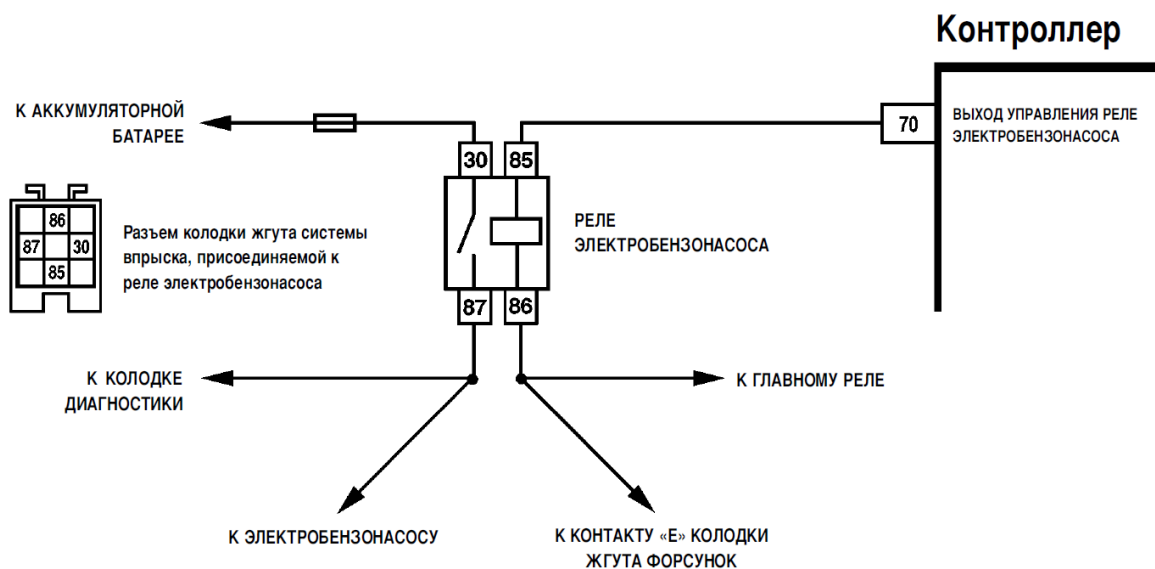 Контроллер
К АККУМУЛЯТОРНОЙ
БАТАРЕЕ
70
ВЫХОД УПРАВЛЕНИЯ РЕЛЕ
ЭЛЕКТРОБЕНЗОНАСОСА
30
85
86
87
30
85
Разъем колодки жгута системы
впрыска, присоединяемой к
реле электробензонасоса
РЕЛЕ
ЭЛЕКТРОБЕНЗОНАСОСА
87
86
К КОЛОДКЕ
ДИАГНОСТИКИ
К ГЛАВНОМУ РЕЛЕ
К ЭЛЕКТРОБЕНЗОНАСОСУ
К КОНТАКТУ «Е» КОЛОДКИ
ЖГУТА ФОРСУНОК